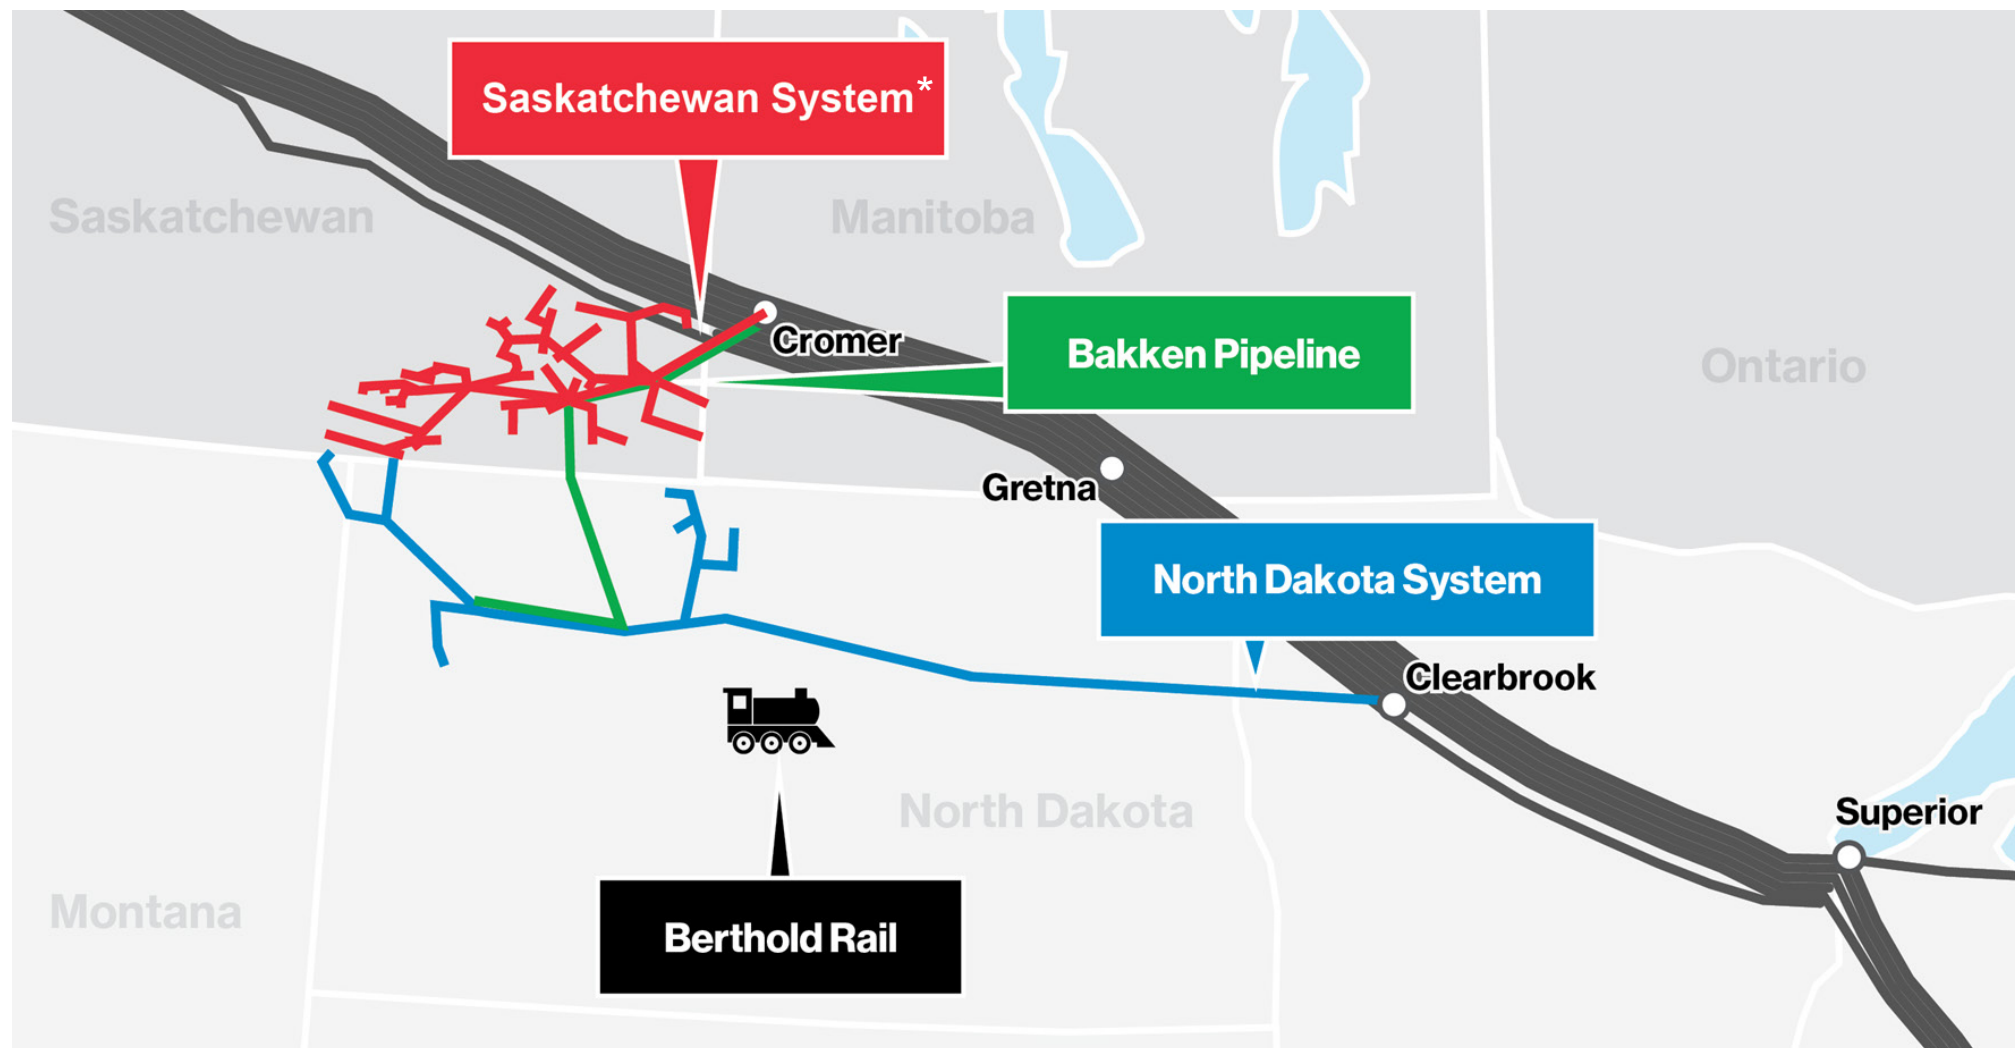 Saskatchewan System*
Saskatchewan
Manitoba
Cromer
Bakken Pipeline
Ontario
Gretna
North Dakota System
Clearbrook
Superior
North Dakota
Montana
Berthold Rail